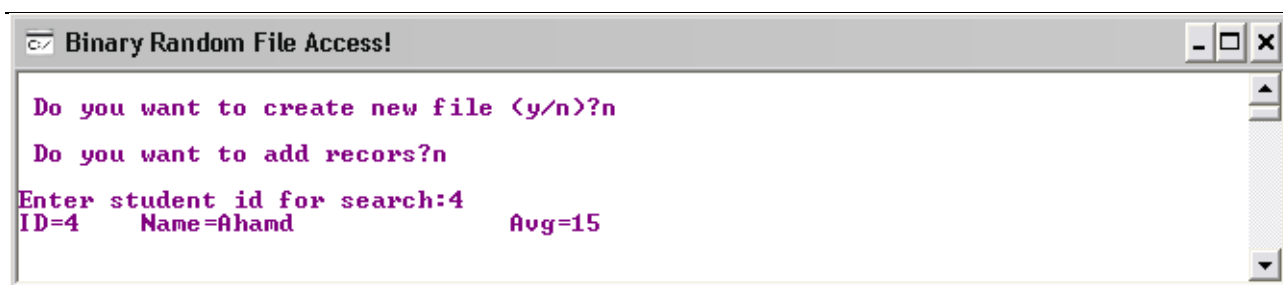 Binary Random File Access!
Do you want to create new file (y/n)?n
Do you want to add recors?n
Enter student id for search:4
ID=4 Name=Ahamd Avg=15